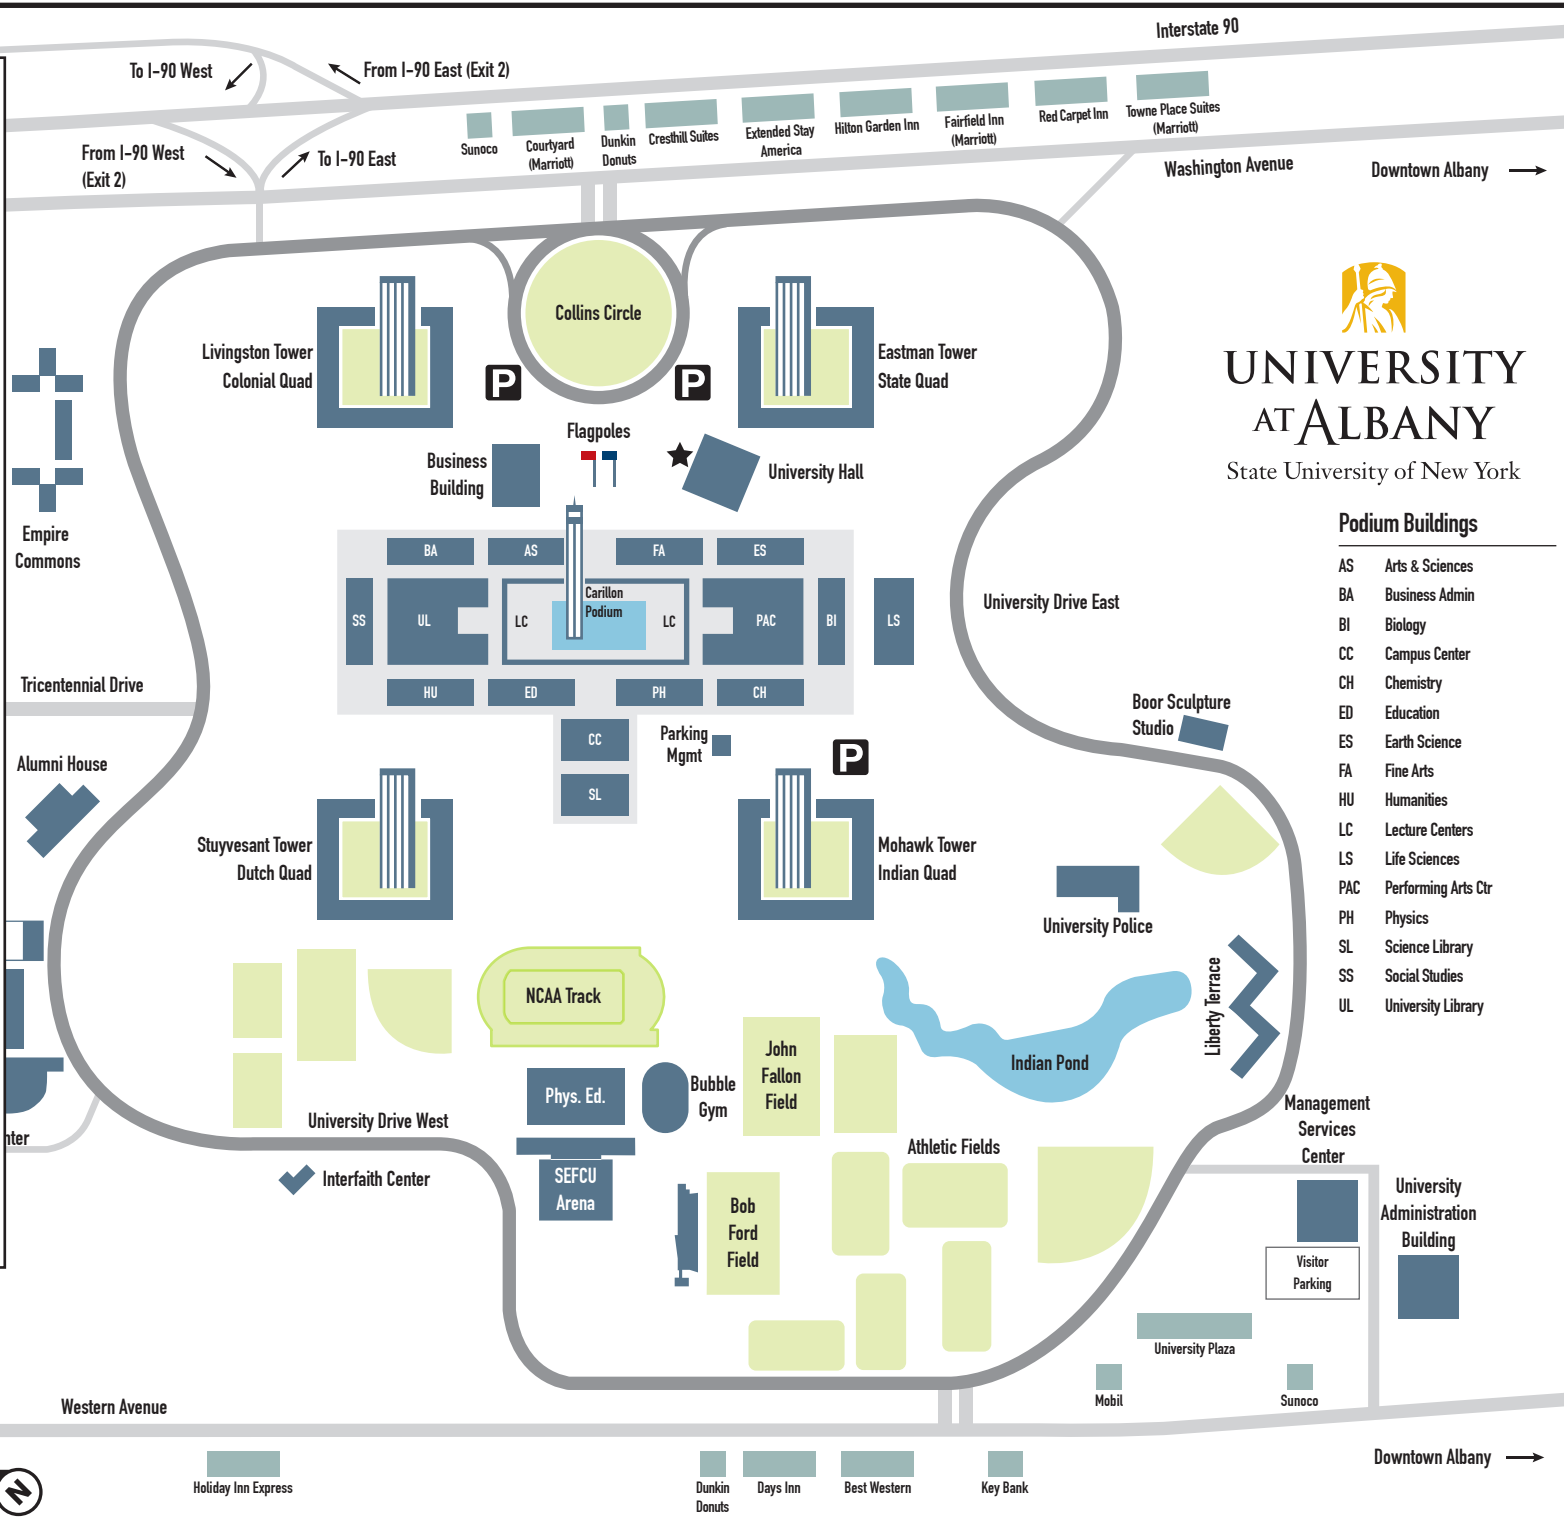 Interstate 90
To I-90 West
From I-90 East (Exit 2)
From I-90 West
(Exit 2)
To I-90 East
Sunoco
Courtyard
(Marriott)
Dunkin
Donuts
Cresthill Suites
Extended Stay
America
Hilton Garden Inn
Fairfield Inn
(Marriott)
Red Carpet Inn
Towne Place Suites
(Marriott)
Washington Avenue
Downtown Albany
Collins Circle
Livingston Tower
Colonial Quad
P
P
Eastman Tower
State Quad
UNIVERSITY
AT ALBANY
State University of New York
Flagpoles
Business
Building
University Hall
Empire
Commons
BA
AS
FA
ES
SS
UL
LC
Carillon
Podium
LC
PAC
BI
LS
HU
ED
PH
CH
CC
SL
University Drive East
Podium Buildings
AS Arts & Sciences
BA Business Admin
BI Biology
CC Campus Center
CH Chemistry
ED Education
ES Earth Science
FA Fine Arts
HU Humanities
LC Lecture Centers
LS Life Sciences
PAC Performing Arts Ctr
PH Physics
SL Science Library
SS Social Studies
UL University Library
Tricentennial Drive
Boor Sculpture
Studio
Parking
Mgmt
P
Alumni House
Stuyvesant Tower
Dutch Quad
Mohawk Tower
Indian Quad
University Police
NCAA Track
Liberty Terrace
Indian Pond
John
Fallon
Field
Phys. Ed.
Bubble
Gym
University Drive West
nter
Interfaith Center
SEFCU
Arena
Athletic Fields
Bob
Ford
Field
Management
Services
Center
University
Administration
Building
Visitor
Parking
University Plaza
Mobil
Sunoco
Western Avenue
Downtown Albany
Holiday Inn Express
Dunkin
Donuts
Days Inn
Best Western
Key Bank
N